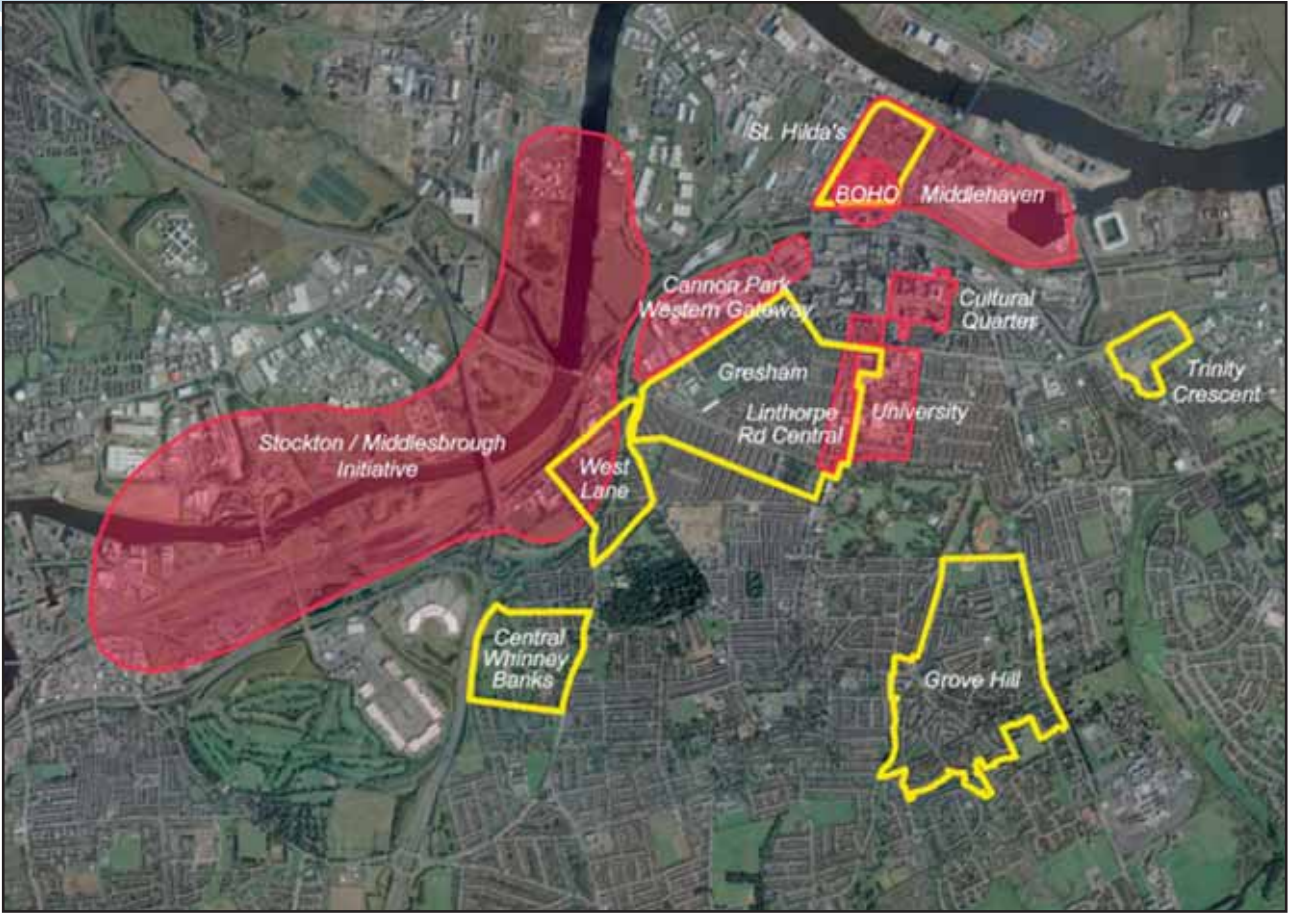 St. Hilda's
BOHO
Middlehaven
Cannon Park
Western Gateway
Cultural
Quarter
Gresham
Trinity
Crescent
Linthorpe
Rd Central
University
Stockton / Middlesbrough
Initiative
West
Lane
Central
Whinney
Banks
Grove Hill